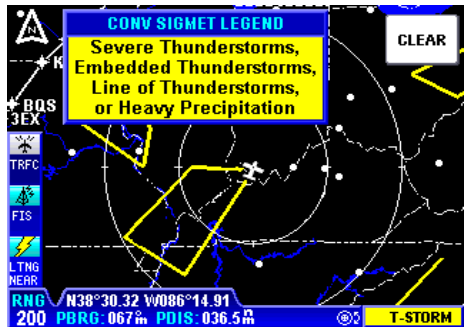 CONV SIGMET LEGEND
Severe Thunderstorms,
Embedded Thunderstorms,
Line of Thunderstorms,
or Heavy Precipitation
CLEAR
N
K
BQS
3EX
TRFC
FIS
LTNG
NEAR
RNG N38°30.32 W086°14.91
200 PBRG: 067°m PDIS: 036.5nm T-STORM